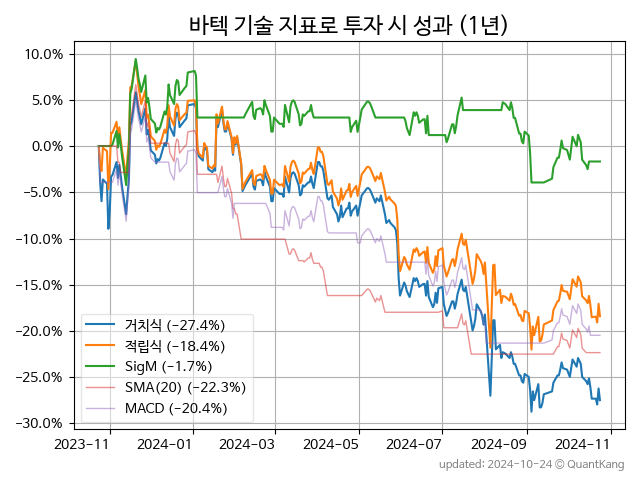 바텍 기술 지표로 투자 시 성과 (1년)
10.0%
5.0%
0.0%
−5.0%
−10.0%
−15.0%
−20.0%
−25.0%
−30.0%
거치식 (−27.4%)
적립식 (−18.4%)
SigM (−1.7%)
SMA(20) (−22.3%)
MACD (−20.4%)
2023−11 2024−01 2024−03 2024−05 2024−07 2024−09 2024−11
updated: 2024-10-24 © QuantKang